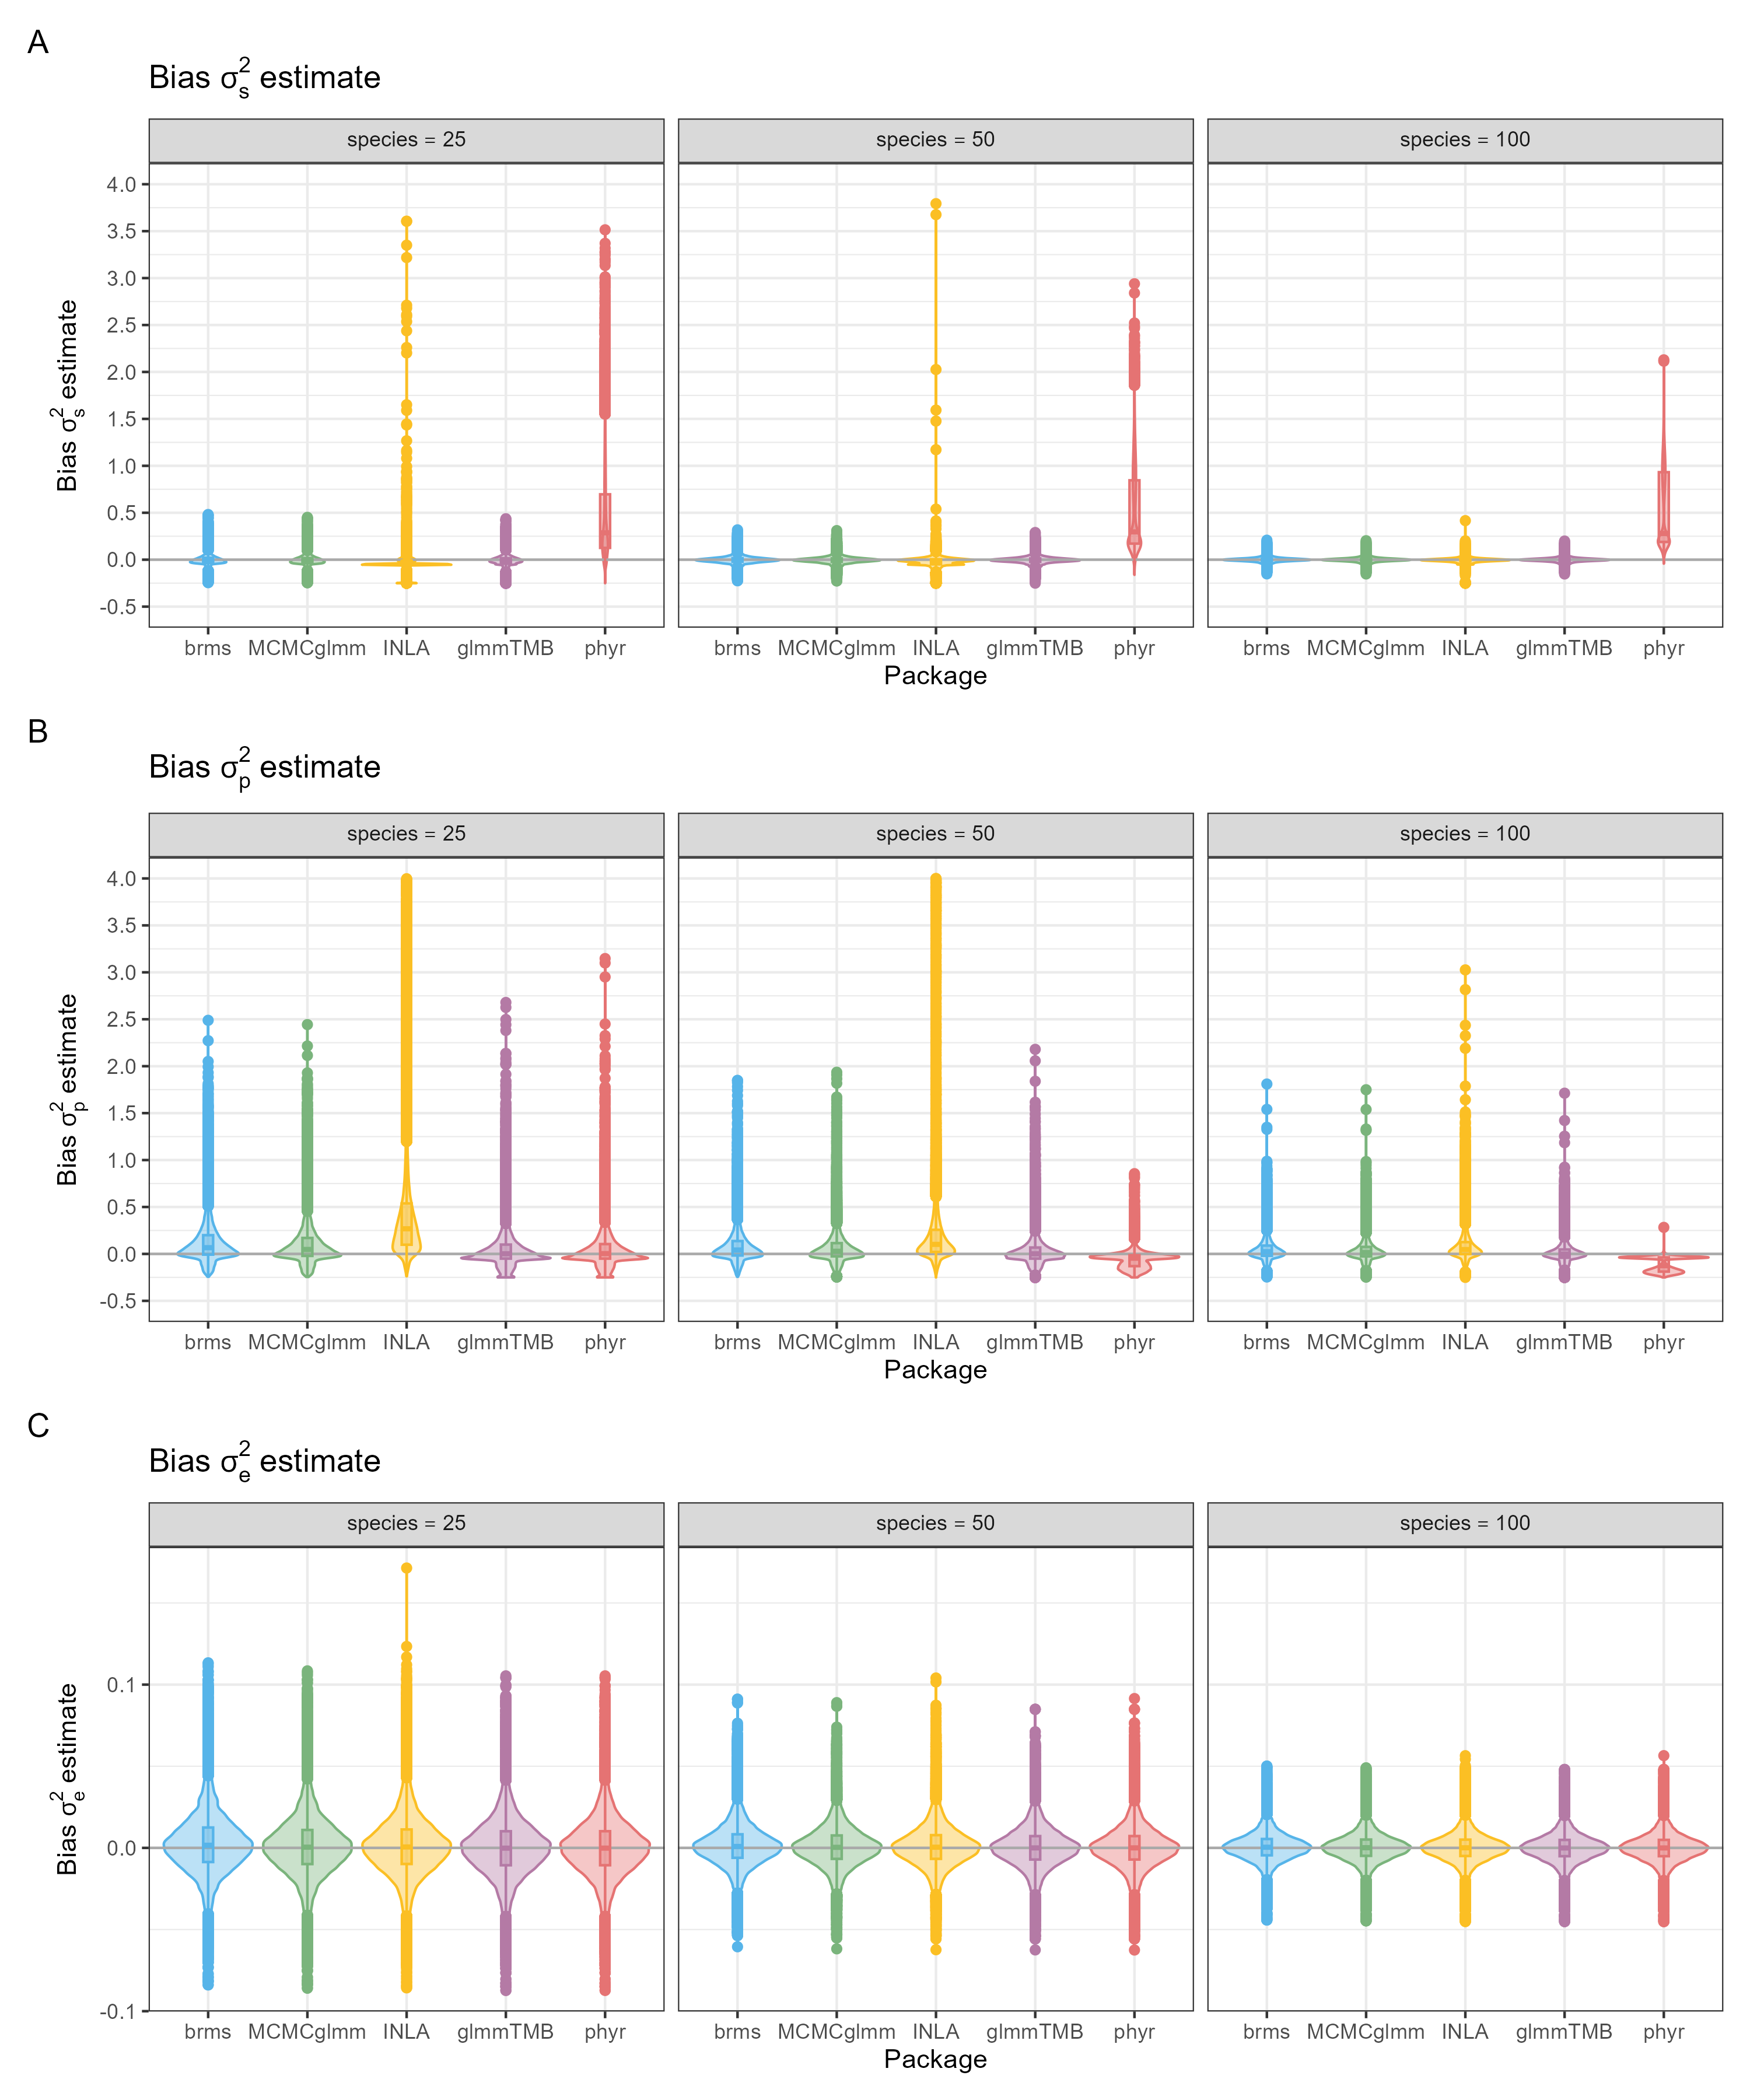 A
Bias σ²ₛ estimate
species = 25 species = 50 species = 100
Bias σ²ₛ estimate
4.0
3.5
3.0
2.5
2.0
1.5
1.0
0.5
0.0
-0.5
brms MCMCglmm INLA glmmTMB phyr brms MCMCglmm INLA glmmTMB phyr brms MCMCglmm INLA glmmTMB phyr
Package
B
Bias σ²ₚ estimate
species = 25 species = 50 species = 100
Bias σ²ₚ estimate
4.0
3.5
3.0
2.5
2.0
1.5
1.0
0.5
0.0
-0.5
brms MCMCglmm INLA glmmTMB phyr brms MCMCglmm INLA glmmTMB phyr brms MCMCglmm INLA glmmTMB phyr
Package
C
Bias σ²ₑ estimate
species = 25 species = 50 species = 100
Bias σ²ₑ estimate
0.1
0.0
-0.1
brms MCMCglmm INLA glmmTMB phyr brms MCMCglmm INLA glmmTMB phyr brms MCMCglmm INLA glmmTMB phyr
Package